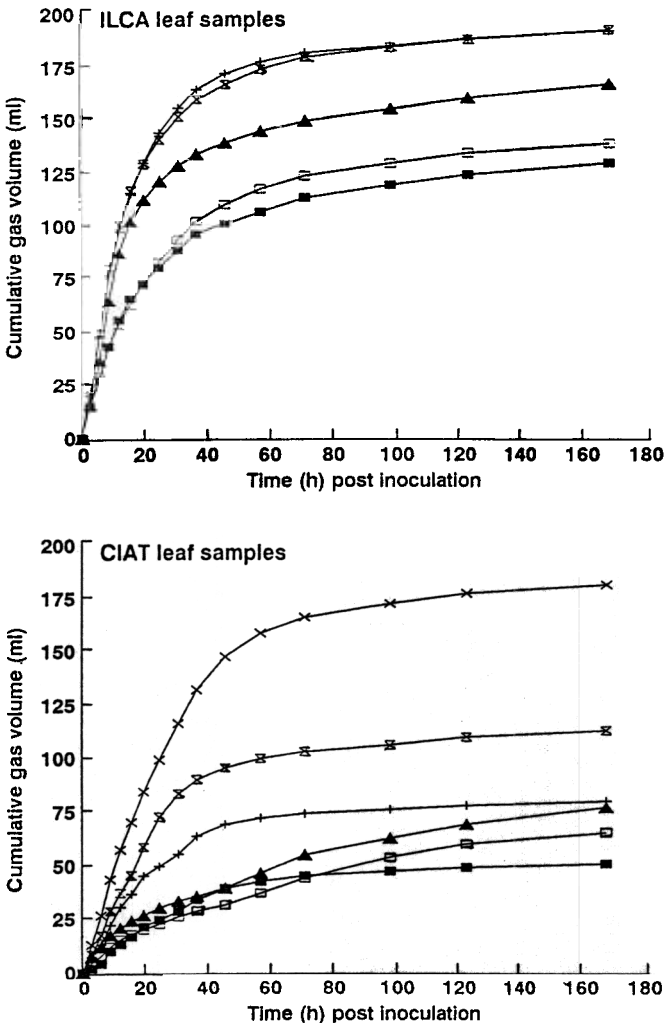 ILCA leaf samples
Cumulative gas volume (ml)
200
175
150
125
100
75
50
25
0
0 20 40 60 80 100 120 140 160 180
Time (h) post inoculation
CIAT leaf samples
Cumulative gas volume (ml)
200
175
150
125
100
75
50
25
0
0 20 40 60 80 100 120 140 160 180
Time (h) post inoculation